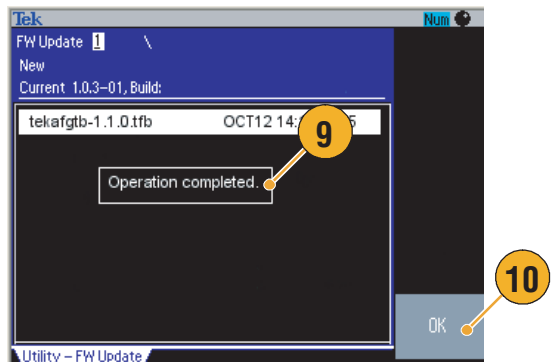 Tek Num
FW Update 1 \
New
Current 1.0.3-01, Build:
tekafgtb-1.1.0.tfb OCT12 14:
9
Operation completed.
10
OK
Utility - FW Update